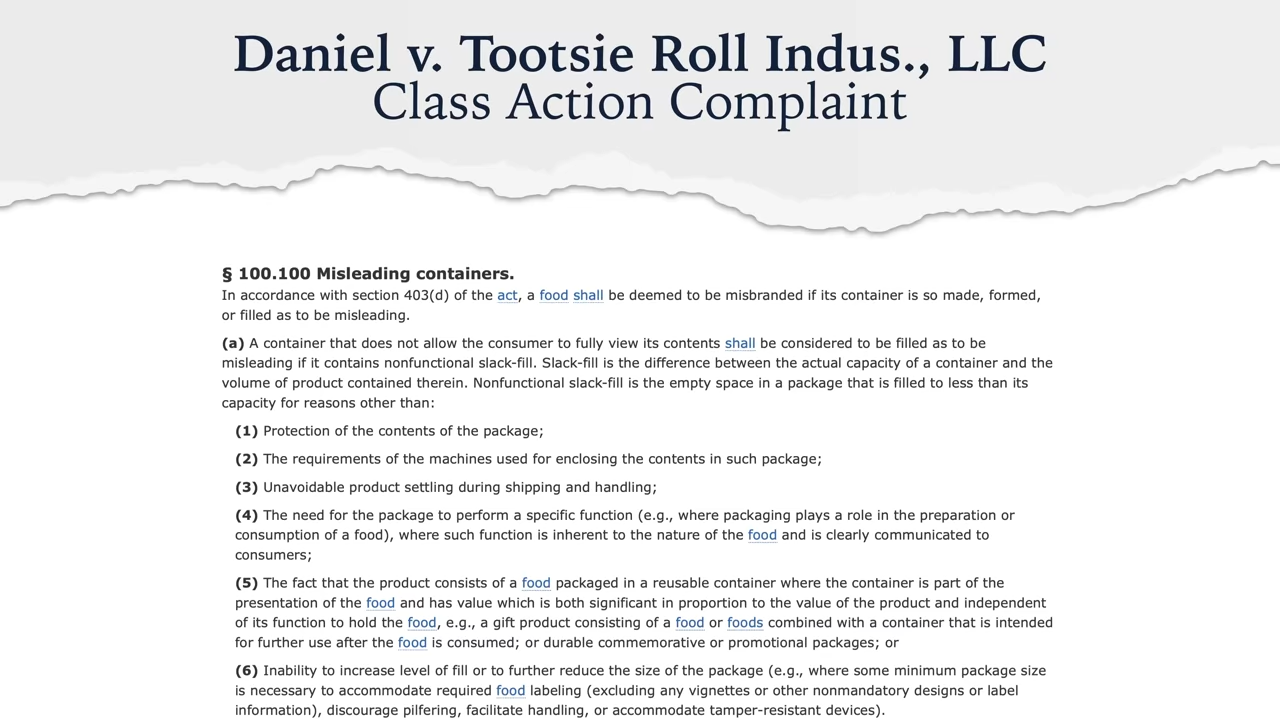 Daniel v. Tootsie Roll Indus., LLC
Class Action Complaint
§ 100.100 Misleading containers.
In accordance with section 403(d) of the act, a food shall be deemed to be misbranded if its container is so made, formed,
or filled as to be misleading.
(a) A container that does not allow the consumer to fully view its contents shall be considered to be filled as to be
misleading if it contains nonfunctional slack-fill. Slack-fill is the difference between the actual capacity of a container and the
volume of product contained therein. Nonfunctional slack-fill is the empty space in a package that is filled to less than its
capacity for reasons other than:
(1) Protection of the contents of the package;
(2) The requirements of the machines used for enclosing the contents in such package;
(3) Unavoidable product settling during shipping and handling;
(4) The need for the package to perform a specific function (e.g., where packaging plays a role in the preparation or
consumption of a food), where such function is inherent to the nature of the food and is clearly communicated to
consumers;
(5) The fact that the product consists of a food packaged in a reusable container where the container is part of the
presentation of the food and has value which is both significant in proportion to the value of the product and independent
of its function to hold the food, e.g., a gift product consisting of a food or foods combined with a container that is intended
for further use after the food is consumed; or durable commemorative or promotional packages; or
(6) Inability to increase level of fill or to further reduce the size of the package (e.g., where some minimum package size
is necessary to accommodate required food labeling (excluding any vignettes or other nonmandatory designs or label
information), discourage pilfering, facilitate handling, or accommodate tamper-resistant devices).